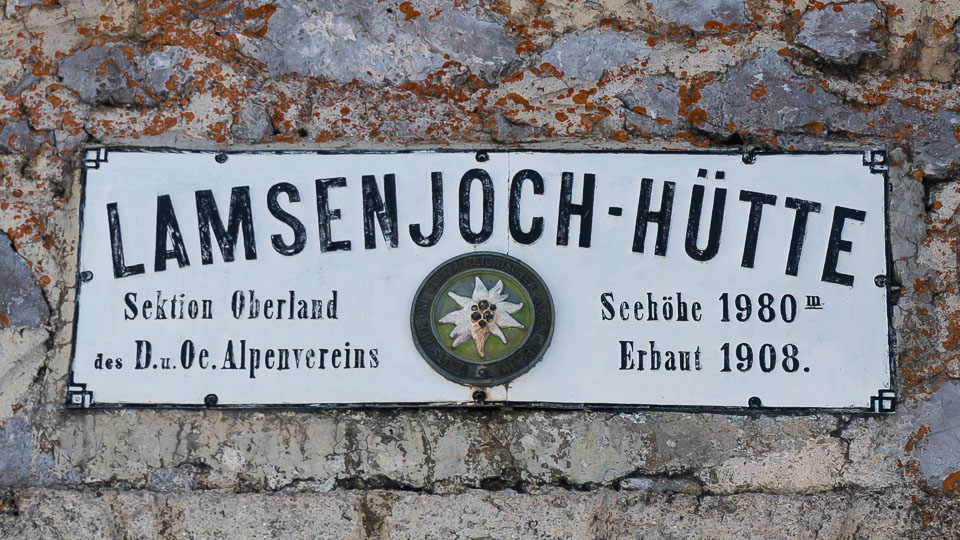 LAMSENJOCH-HÜTTE
Sektion Oberland
des D.u.Oe. Alpenvereins
Seehöhe 1980 m
Erbaut 1908.